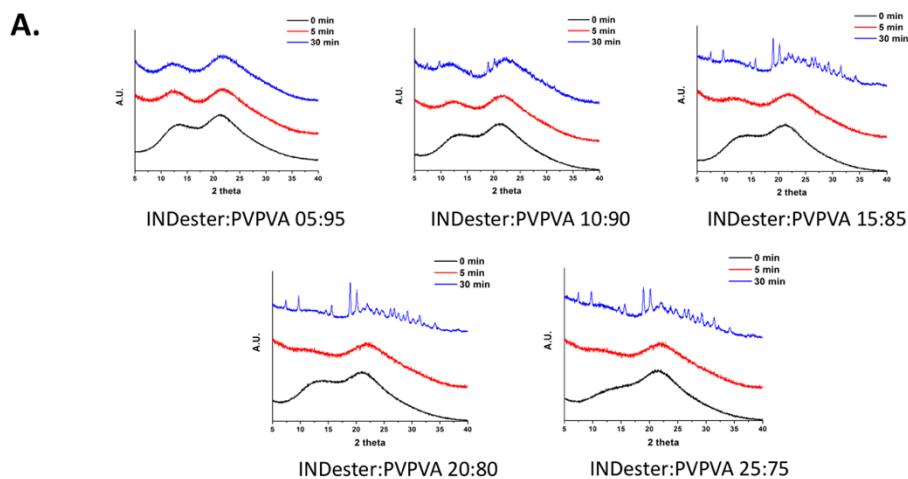 A.
0 min
5 min
30 min
A.U.
5 10 15 20 25 30 35 40
2 theta
INDester:PVPVA 05:95
0 min
5 min
30 min
A.U.
5 10 15 20 25 30 35 40
2 theta
INDester:PVPVA 10:90
0 min
5 min
30 min
A.U.
5 10 15 20 25 30 35 40
2 theta
INDester:PVPVA 15:85
0 min
5 min
30 min
A.U.
5 10 15 20 25 30 35 40
2 theta
INDester:PVPVA 20:80
0 min
5 min
30 min
A.U.
5 10 15 20 25 30 35 40
2 theta
INDester:PVPVA 25:75